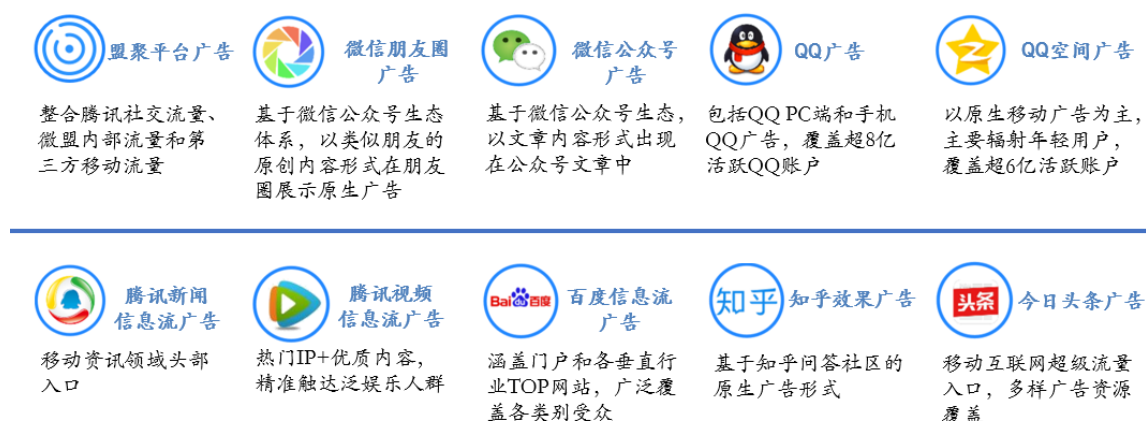 盟聚平台广告
整合腾讯社交流量、
微盟内部流量和第
三方移动流量
微信朋友圈
广告
基于微信公众号生态
体系，以类似朋友的
原创内容形式在朋友
圈展示原生广告
微信公众号
广告
基于微信公众号生态，
以文章内容形式出现
在公众号文章中
QQ广告
包括QQ PC端和手机
QQ广告，覆盖超8亿
活跃QQ账户
QQ空间广告
以原生移动广告为主，
主要辐射年轻用户，
覆盖超6亿活跃账户
腾讯新闻
信息流广告
移动资讯领域头部
入口
腾讯视频
信息流广告
热门IP+优质内容，
精准触达泛娱乐人群
Bai百度
百度信息流
广告
涵盖门户和各垂直行
业TOP网站，广泛覆
盖各类别受众
知乎
知乎效果广告
基于知乎问答社区的
原生广告形式
头条
今日头条广告
移动互联网超级流量
入口，多样广告资源
覆盖